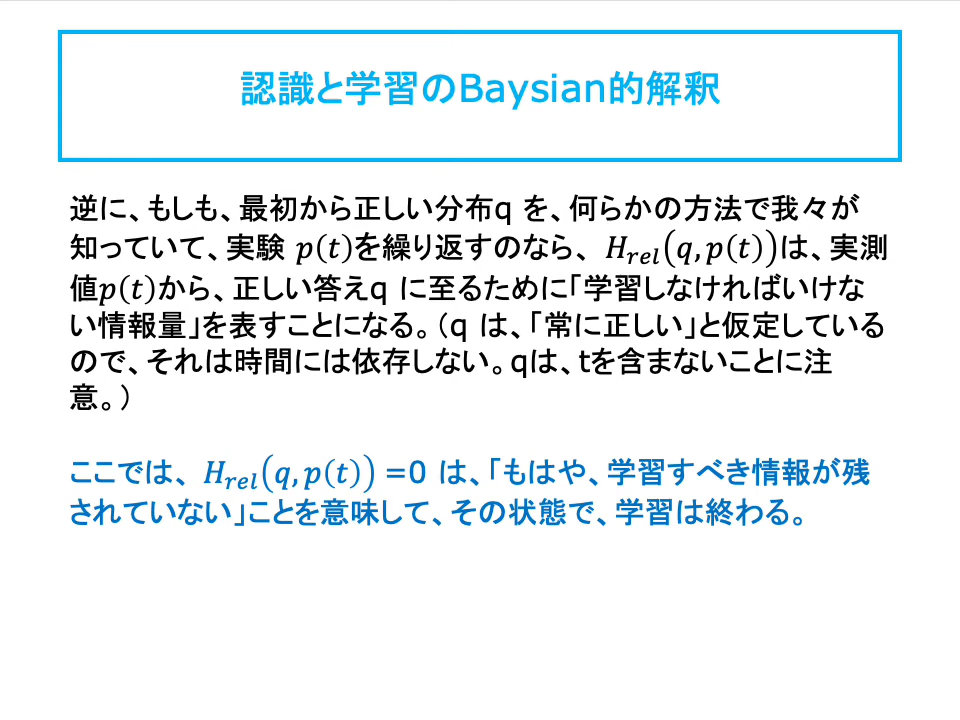 認識と学習のBaysian的解釈
逆に、もしも、最初から正しい分布q を、何らかの方法で我々が
知っていて、実験 𝑝(𝑡)を繰り返すのなら、 𝐻𝑟𝑒𝑙(𝑞,𝑝(𝑡))は、実測
値𝑝(𝑡)から、正しい答えq に至るために「学習しなければいけな
い情報量」を表すことになる。（q は、「常に正しい」と仮定している
ので、それは時間には依存しない。qは、tを含まないことに注
意。）
ここでは、 𝐻𝑟𝑒𝑙(𝑞,𝑝(𝑡)) =0 は、「もはや、学習すべき情報が残
されていない」ことを意味して、その状態で、学習は終わる。